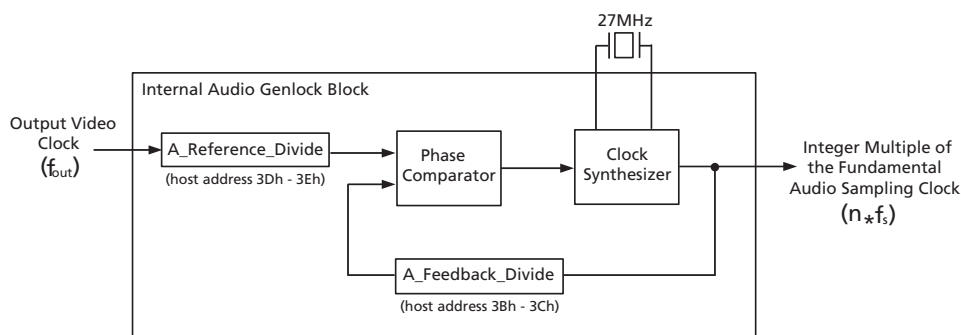 27MHz
Internal Audio Genlock Block
Output Video
Clock
(fout)
A_Reference_Divide
(host address 3Dh - 3Eh)
Phase
Comparator
Clock
Synthesizer
Integer Multiple of
the Fundamental
Audio Sampling Clock
(n*fs)
A_Feedback_Divide
(host address 3Bh - 3Ch)